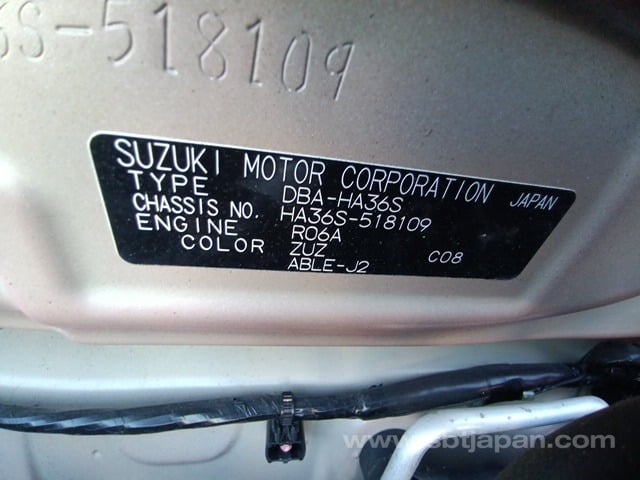 6S-518109
SUZUKI MOTOR CORPORATION JAPAN
TYPE DBA-HA36S
CHASSIS NO. HA36S-518109
ENGINE R06A
COLOR ZUZ C08
ABLE-J2
www.sbtjapan.com